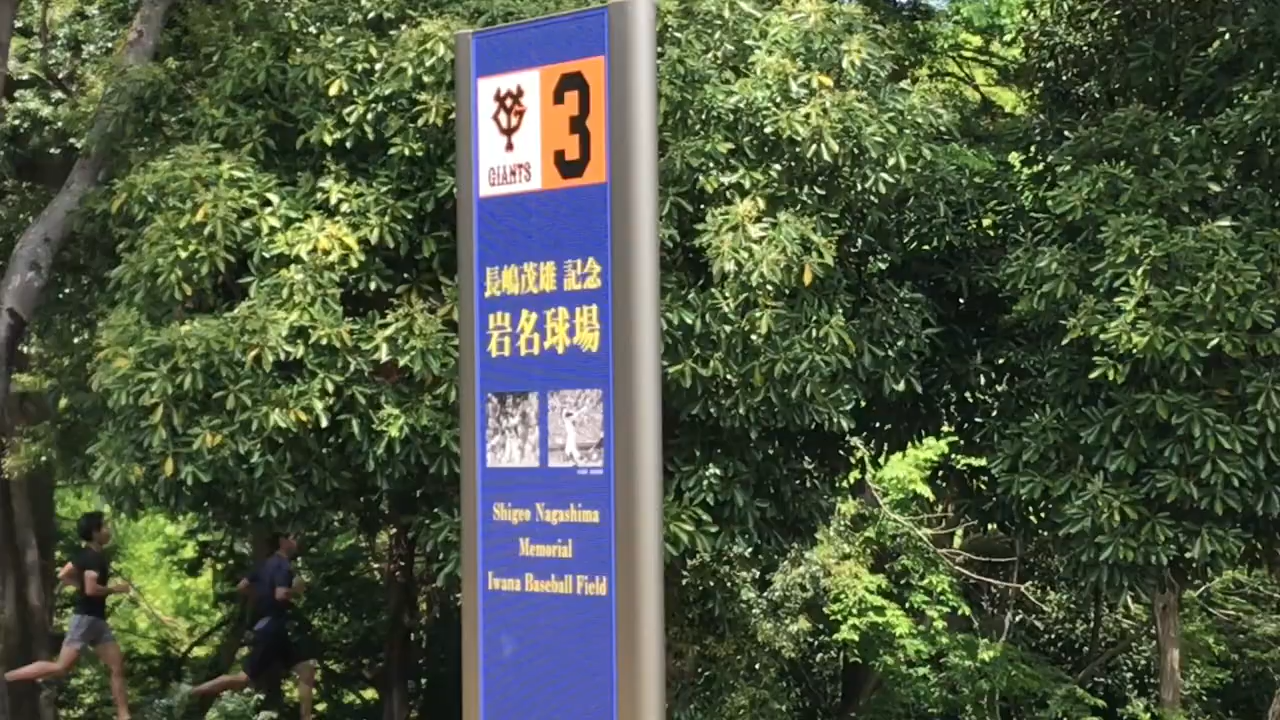 GIANTS
3
長嶋茂雄 記念
岩名球場
Shigeo Nagashima
Memorial
Iwana Baseball Field